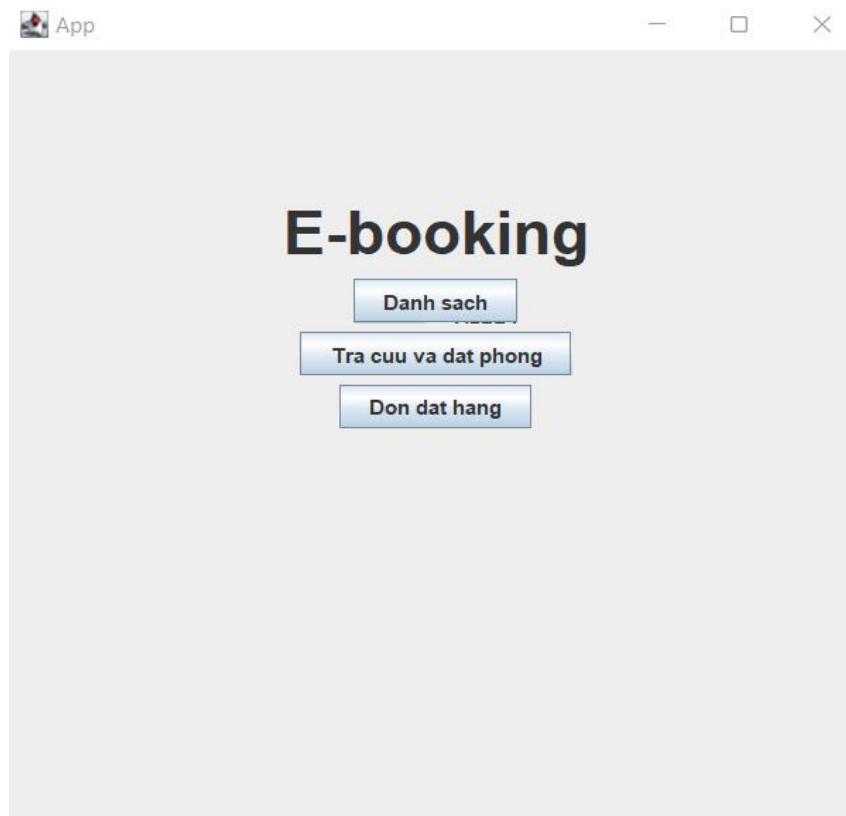 App
E-booking
Danh sach
Tra cuu va dat phong
Don dat hang